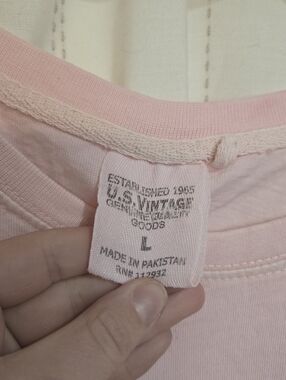 ESTABLISHED 1965
U.S. VINTAGE
GENUINE QUALITY
GOODS
L
MADE IN PAKISTAN
RN# 112932